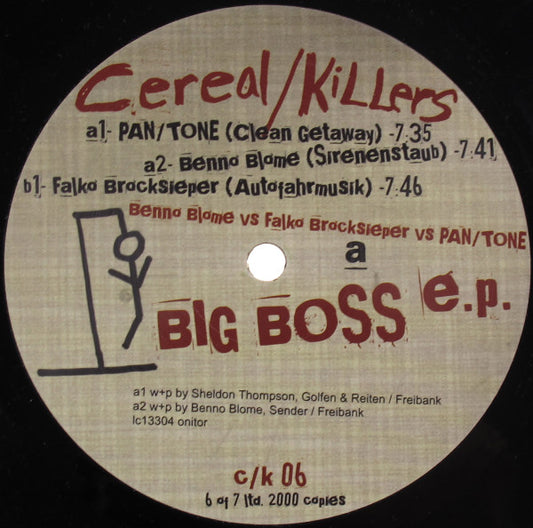 Cereal/Killers
a1- PAN/TONE (Clean Getaway) -7:35
a2- Benno Blome (Sirenenstaub) -7:41
b1- Falko Brocksieper (Autofahrmusik) -7:46
Benno Blome vs Falko Brocksieper vs PAN/TONE
a
BIG BOSS e.p.
a1 w+p by Sheldon Thompson, Golfen & Reiten / Freibank
a2 w+p by Benno Blome, Sender / Freibank
lc13304 onitor
c/k 06
6 of 7 ltd. 2000 copies